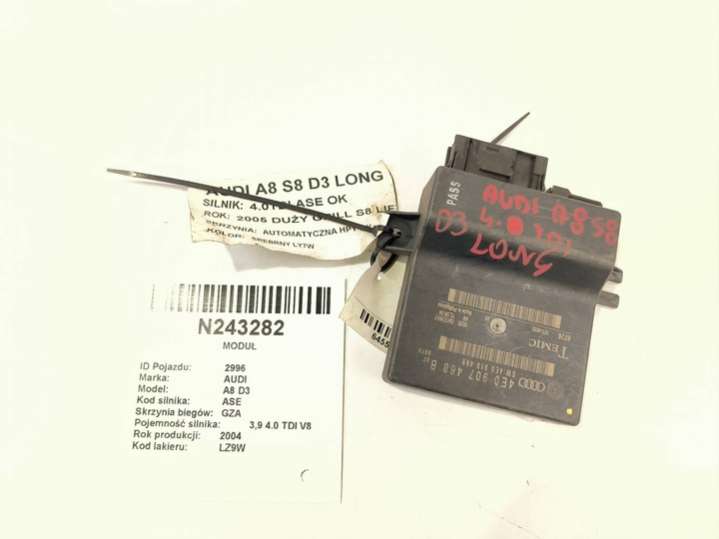 AUDI A8 S8 D3 LONG
SILNIK: 4.0TDI ASE OK
ROK: 2005 DUŻY GRILL S8 LIFT
SKRZYNIA: AUTOMATYCZNA
KOLOR: SREBRNY LY7W
N243282
MODUŁ
ID Pojazdu: 2996
Marka: AUDI
Model: A8 D3
Kod silnika: ASE
Skrzynia biegów: GZA
Pojemność silnika: 3,9 4.0 TDI V8
Rok produkcji: 2004
Kod lakieru: LZ9W
6455
PASS
AUDI A8 S8
D3 4.0 TDI
LONG
TEMIC
4E0 907 468 B